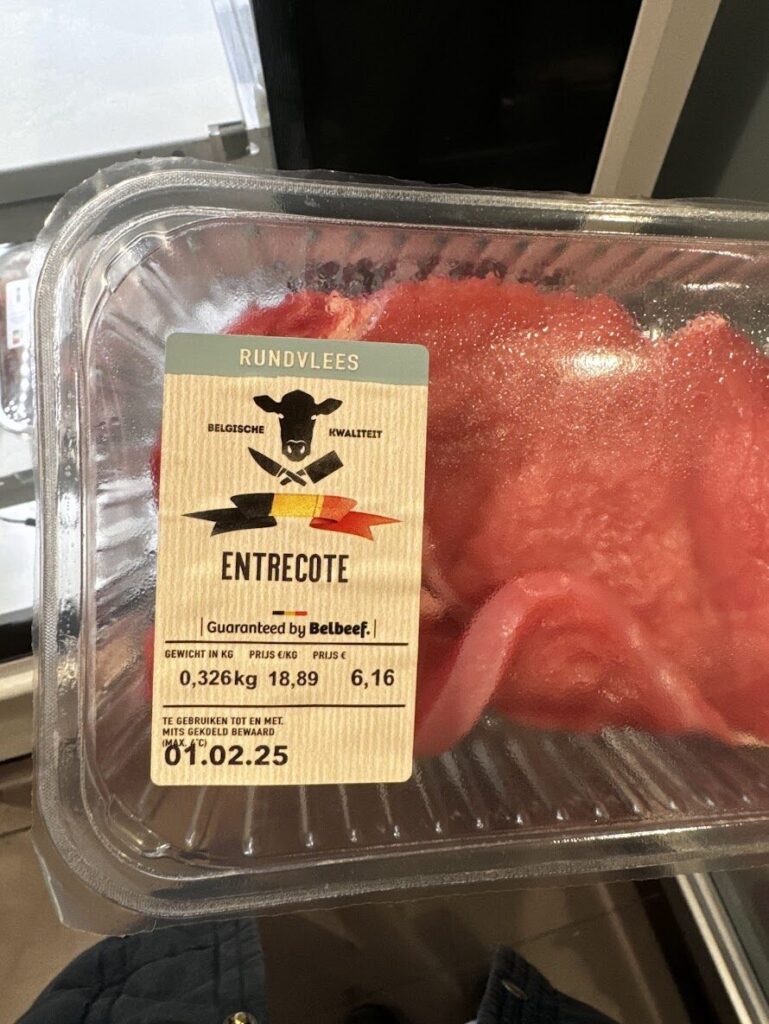 RUNDVLEES
BELGISCHE KWALITEIT
ENTRECOTE
Guaranteed by Belbeef.
GEWICHT IN KG PRIJS €/KG PRIJS €
0,326kg 18,89 6,16
TE GEBRUIKEN TOT EN MET.
MITS GEKOELD BEWAARD
(MAX. 4°C)
01.02.25